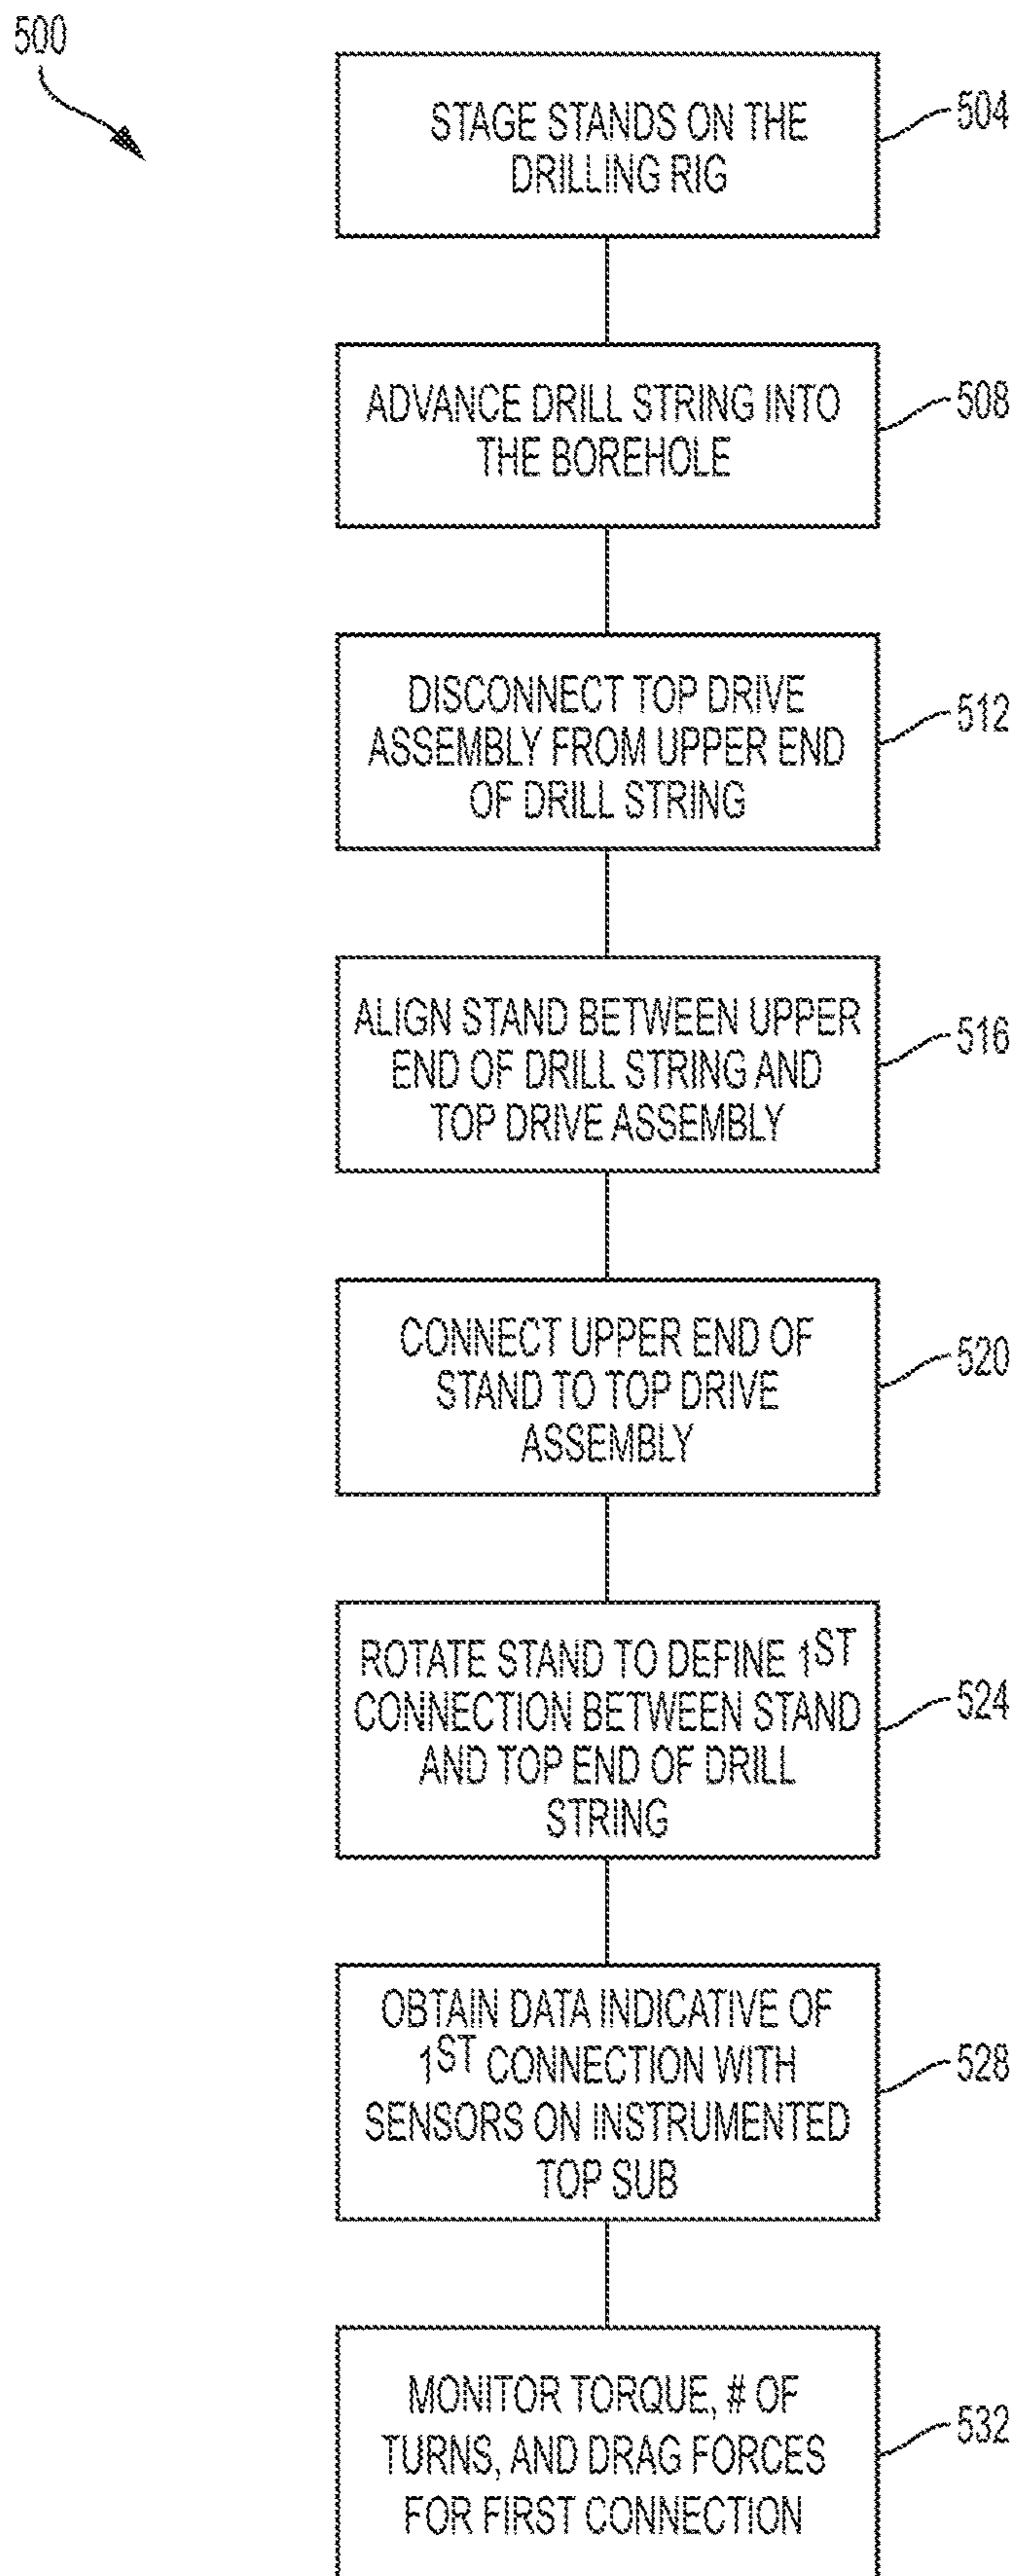 500
STAGE STANDS ON THE
DRILLING RIG
504
ADVANCE DRILL STRING INTO
THE BOREHOLE
508
DISCONNECT TOP DRIVE
ASSEMBLY FROM UPPER END
OF DRILL STRING
512
ALIGN STAND BETWEEN UPPER
END OF DRILL STRING AND
TOP DRIVE ASSEMBLY
516
CONNECT UPPER END OF
STAND TO TOP DRIVE
ASSEMBLY
520
ROTATE STAND TO DEFINE 1ST
CONNECTION BETWEEN STAND
AND TOP END OF DRILL
STRING
524
OBTAIN DATA INDICATIVE OF
1ST CONNECTION WITH
SENSORS ON INSTRUMENTED
TOP SUB
528
MONITOR TORQUE, # OF
TURNS, AND DRAG FORCES
FOR FIRST CONNECTION
532